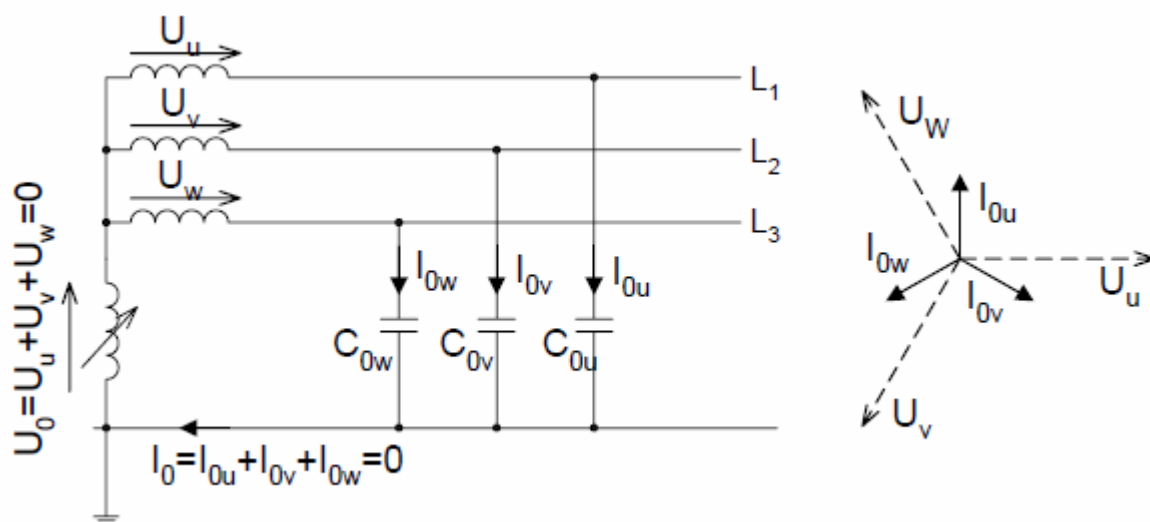 U_u
L_1
U_v
L_2
U_w
L_3
U_0=U_u+U_v+U_w=0
I_0w
I_0v
I_0u
C_0w
C_0v
C_0u
I_0=I_0u+I_0v+I_0w=0
U_W
I_0u
I_0w
I_0v
U_u
U_v